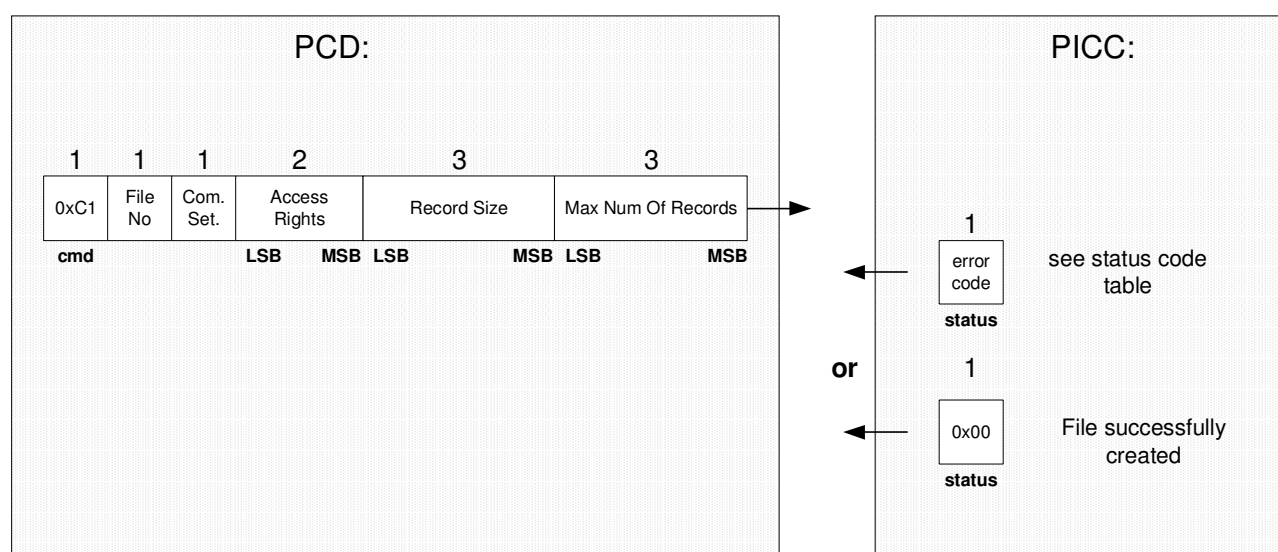 PCD:
PICC:
1 1 1 2 3 3
0xC1 File No Com. Set. Access Rights Record Size Max Num Of Records
cmd LSB MSB LSB MSB LSB MSB
1
error code
see status code table
status
or
1
0x00
File successfully created
status